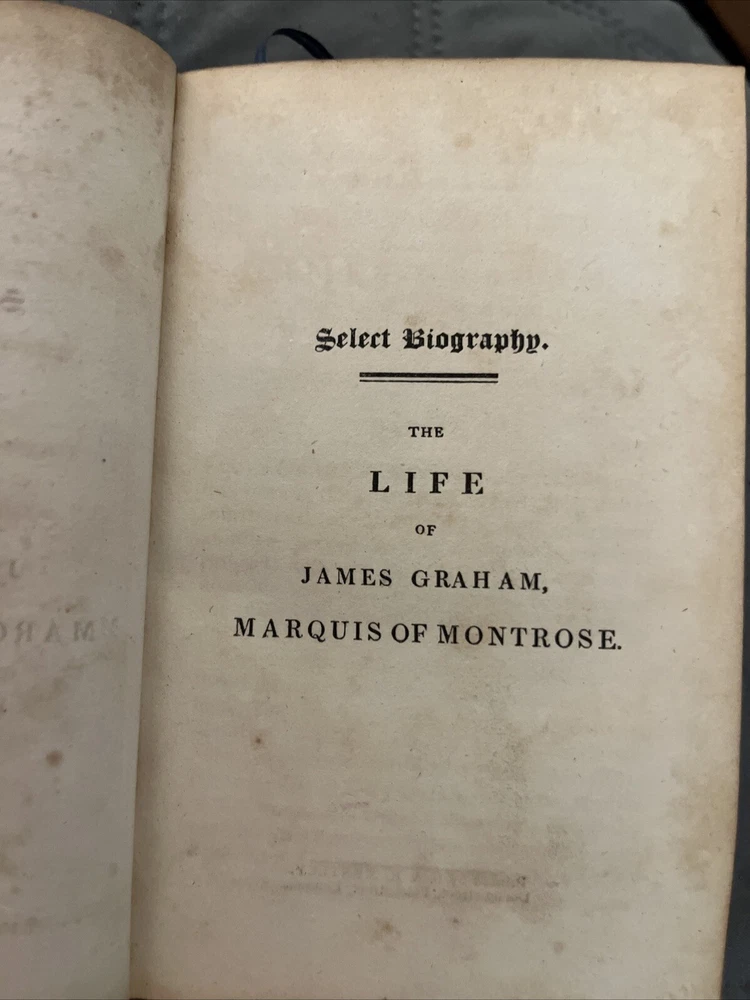 Select Biography.
THE
LIFE
OF
JAMES GRAHAM,
MARQUIS OF MONTROSE.